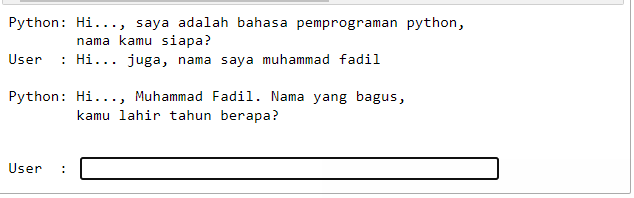 Python: Hi..., saya adalah bahasa pemprograman python,
nama kamu siapa?
User  : Hi... juga, nama saya muhammad fadil
Python: Hi..., Muhammad Fadil. Nama yang bagus,
kamu lahir tahun berapa?
User  :